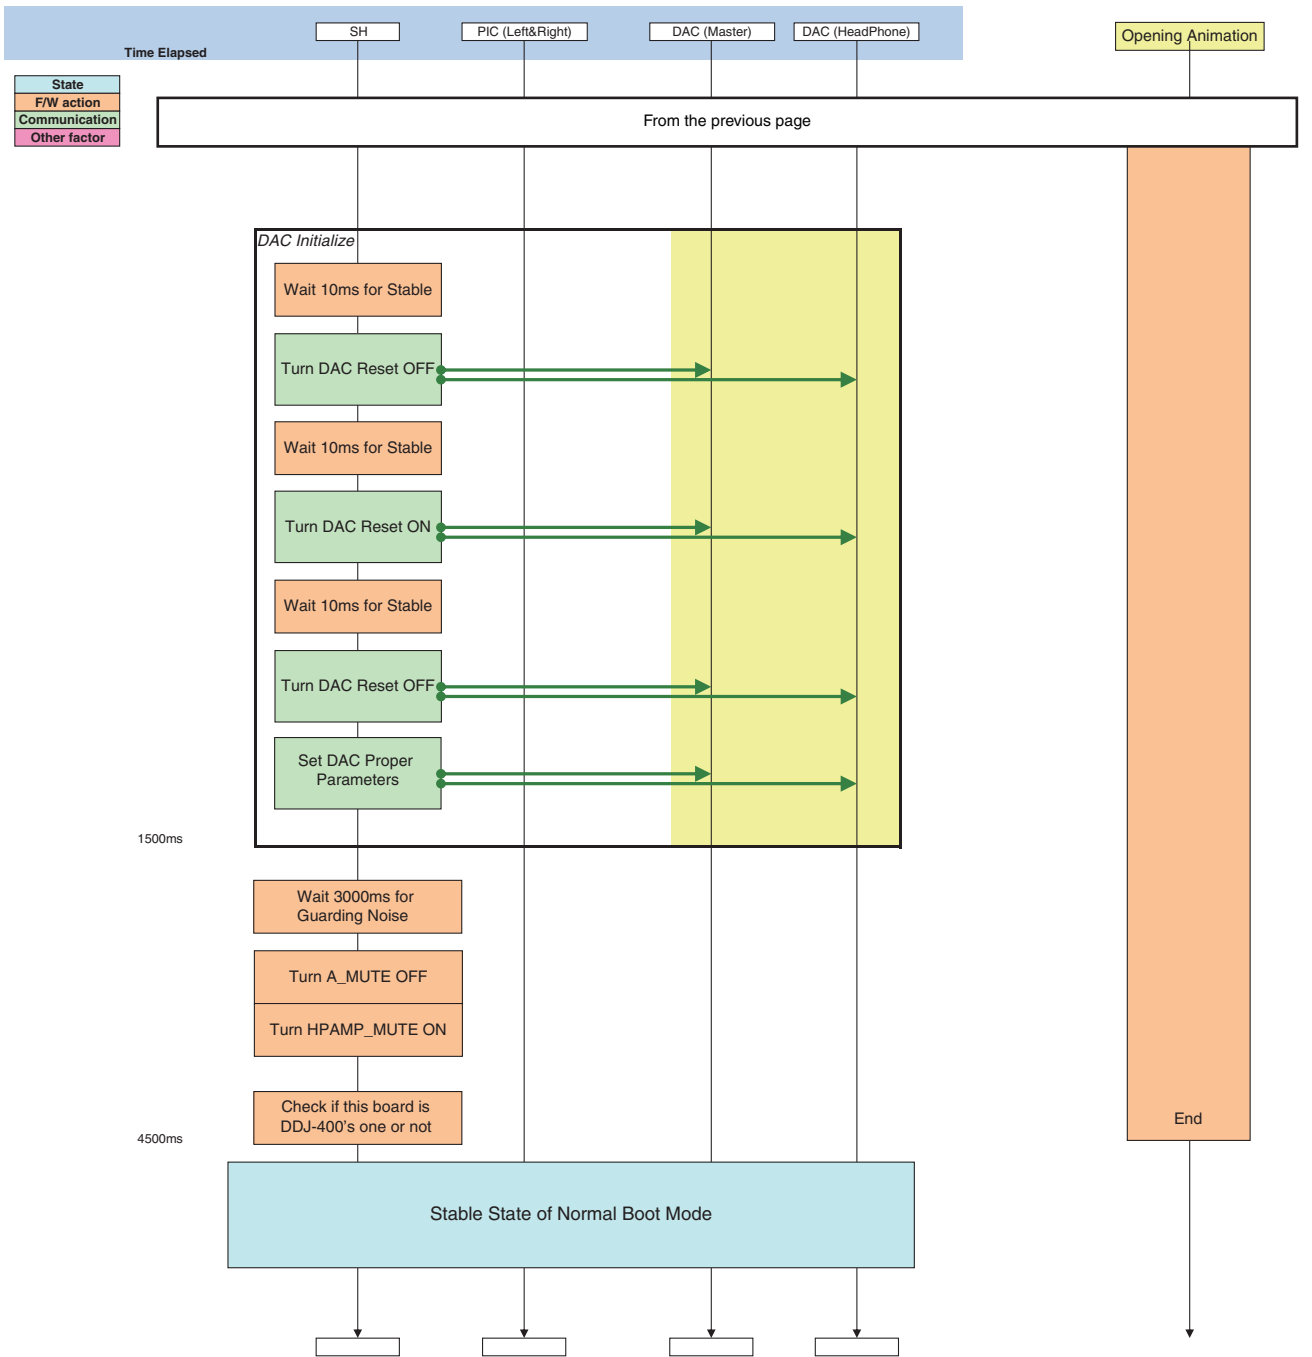 SH
PIC (Left&Right)
DAC (Master)
DAC (HeadPhone)
Opening Animation
Time Elapsed
State
F/W action
Communication
Other factor
From the previous page
DAC Initialize
Wait 10ms for Stable
Turn DAC Reset OFF
Wait 10ms for Stable
Turn DAC Reset ON
Wait 10ms for Stable
Turn DAC Reset OFF
Set DAC Proper
Parameters
1500ms
Wait 3000ms for
Guarding Noise
Turn A_MUTE OFF
Turn HPAMP_MUTE ON
Check if this board is
DDJ-400's one or not
End
4500ms
Stable State of Normal Boot Mode